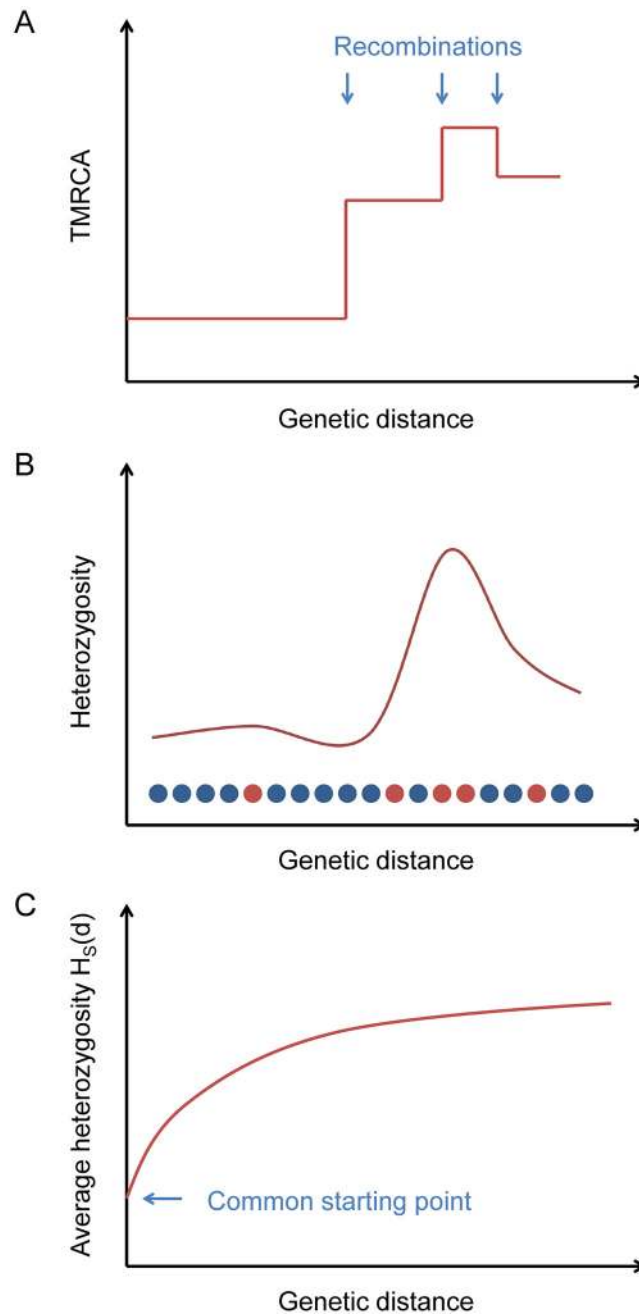 A
Recombinations
TMRCA
Genetic distance
B
Heterozygosity
Genetic distance
C
Average heterozygosity H_S(d)
Common starting point
Genetic distance